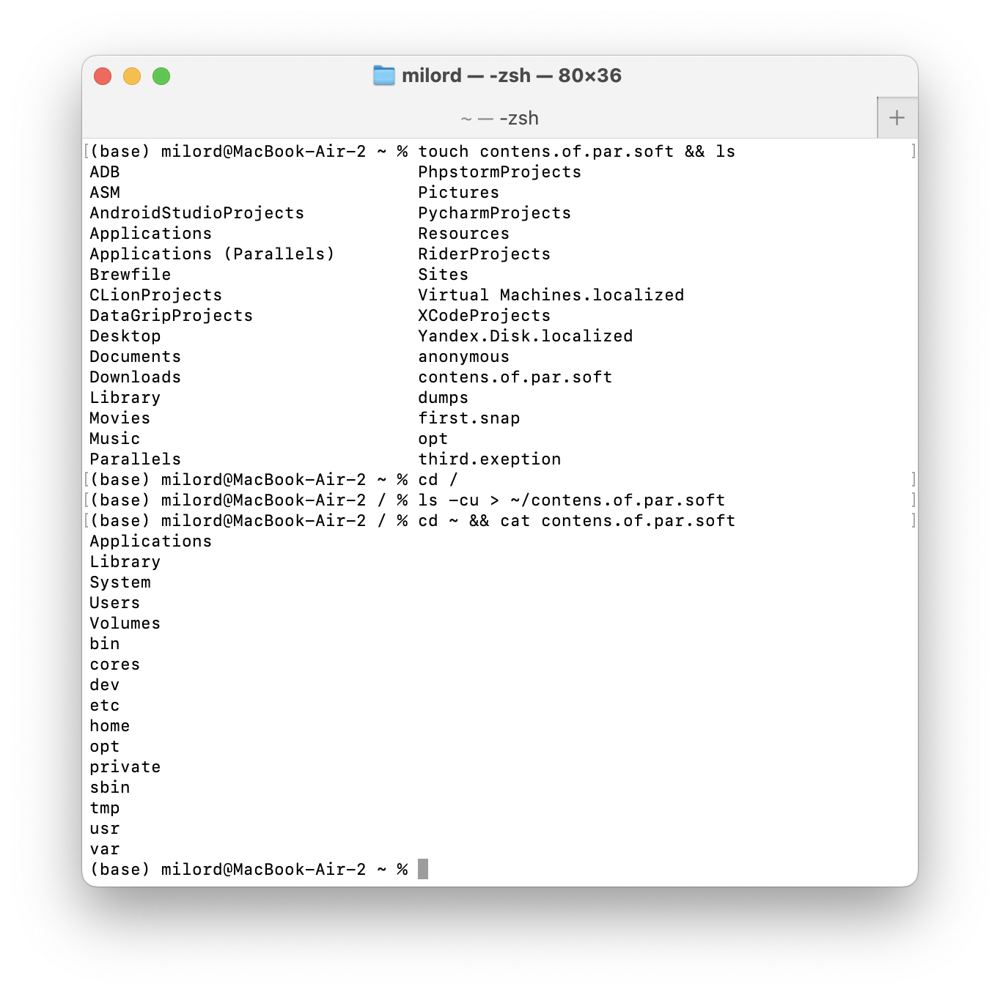 milord — -zsh — 80×36
~ — -zsh
(base) milord@MacBook-Air-2 ~ % touch contens.of.par.soft && ls
ADB                             PhpstormProjects
ASM                             Pictures
AndroidStudioProjects           PycharmProjects
Applications                    Resources
Applications (Parallels)        RiderProjects
Brewfile                        Sites
CLionProjects                   Virtual Machines.localized
DataGripProjects                XCodeProjects
Desktop                         Yandex.Disk.localized
Documents                       anonymous
Downloads                       contens.of.par.soft
Library                         dumps
Movies                          first.snap
Music                           opt
Parallels                       third.exeption
(base) milord@MacBook-Air-2 ~ % cd /
(base) milord@MacBook-Air-2 / % ls -cu > ~/contens.of.par.soft
(base) milord@MacBook-Air-2 / % cd ~ && cat contens.of.par.soft
Applications
Library
System
Users
Volumes
bin
cores
dev
etc
home
opt
private
sbin
tmp
usr
var
(base) milord@MacBook-Air-2 ~ %